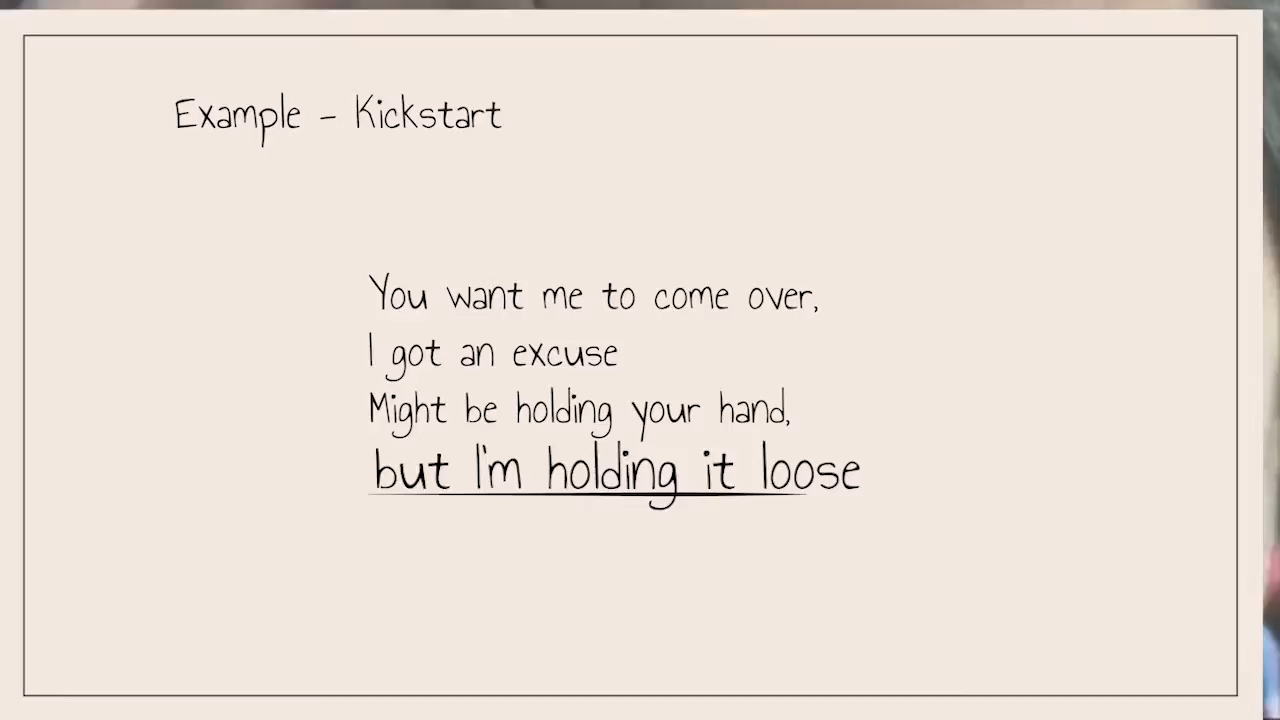 Example - Kickstart
You want me to come over,
I got an excuse
Might be holding your hand,
but I'm holding it loose